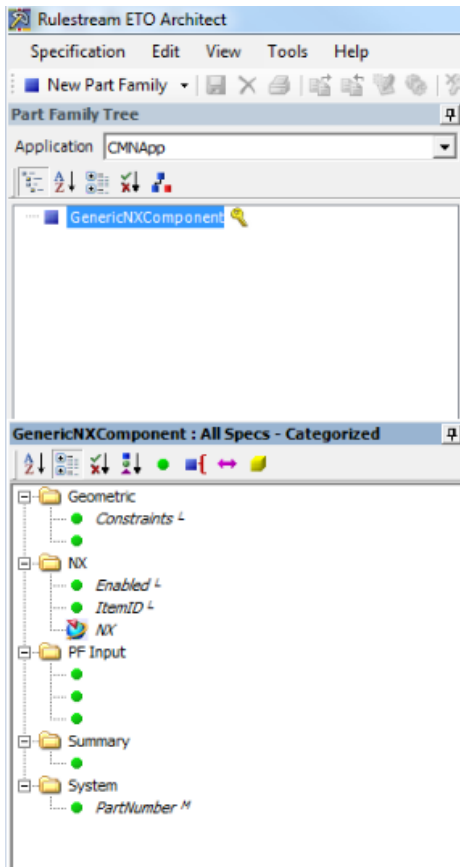 Rulestream ETO Architect
Specification Edit View Tools Help
New Part Family
Part Family Tree
Application CMNApp
GenericNXComponent
GenericNXComponent : All Specs - Categorized
Geometric
Constraints L
NX
Enabled L
ItemID L
NX
PF Input
Summary
System
PartNumber M